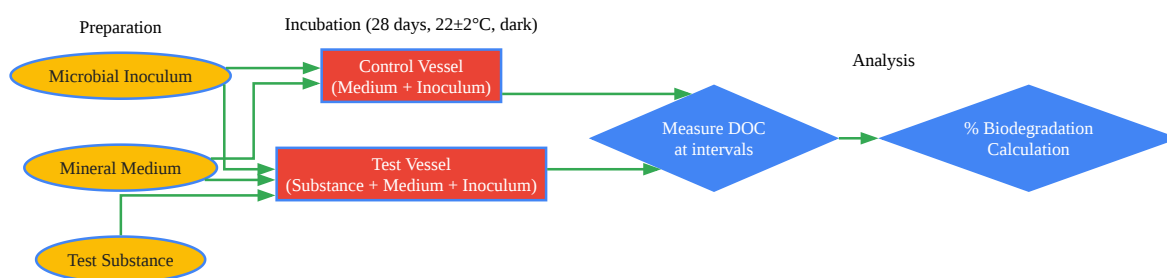 Preparation
Incubation (28 days, 22±2°C, dark)
Analysis
Microbial Inoculum
Control Vessel
(Medium + Inoculum)
Measure DOC
at intervals
% Biodegradation
Calculation
Mineral Medium
Test Vessel
(Substance + Medium + Inoculum)
Test Substance